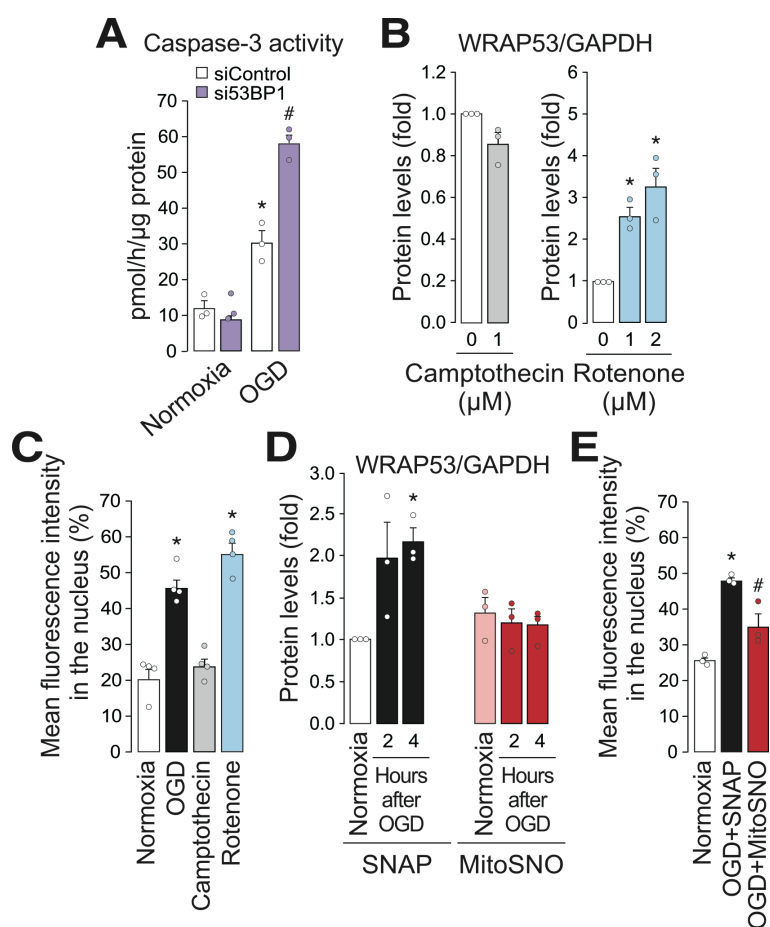 A
Caspase-3 activity
siControl
si53BP1
pmol/h/µg protein
70
60
50
40
30
20
10
0
#
*
Normoxia
OGD
B
WRAP53/GAPDH
Protein levels (fold)
1.2
1.0
0.8
0.6
0.4
0.2
0.0
0 1
Camptothecin
(µM)
Protein levels (fold)
6
5
4
3
2
1
0
*
*
0 1 2
Rotenone
(µM)
C
Mean fluorescence intensity
in the nucleus (%)
70
60
50
40
30
20
10
0
*
*
Normoxia
OGD
Camptothecin
Rotenone
D
WRAP53/GAPDH
Protein levels (fold)
3.0
2.5
2.0
1.5
1.0
0.5
0.0
*
Normoxia
2 4
Hours
after
OGD
SNAP
Normoxia
2 4
Hours
after
OGD
MitoSNO
E
Mean fluorescence intensity
in the nucleus (%)
70
60
50
40
30
20
10
0
*
#
Normoxia
OGD+SNAP
OGD+MitoSNO